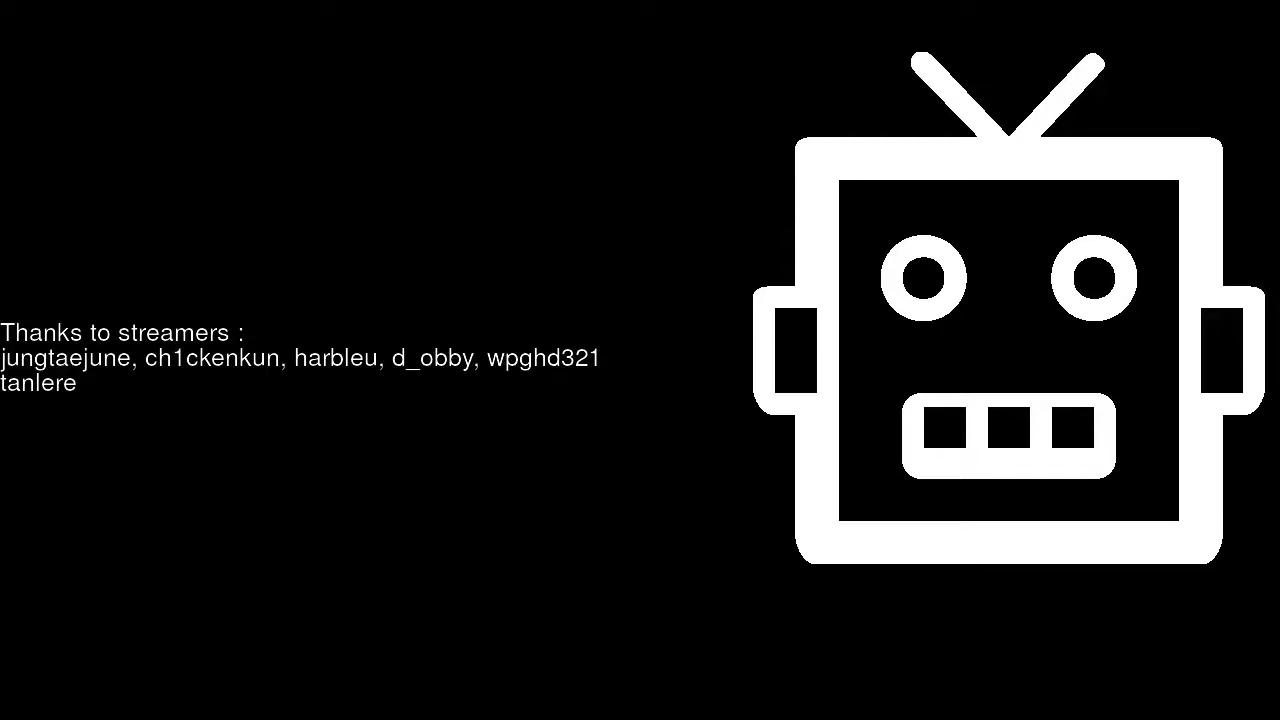 Thanks to streamers :
jungtaejune, ch1ckenkun, harbleu, d_obby, wpghd321
tanlere